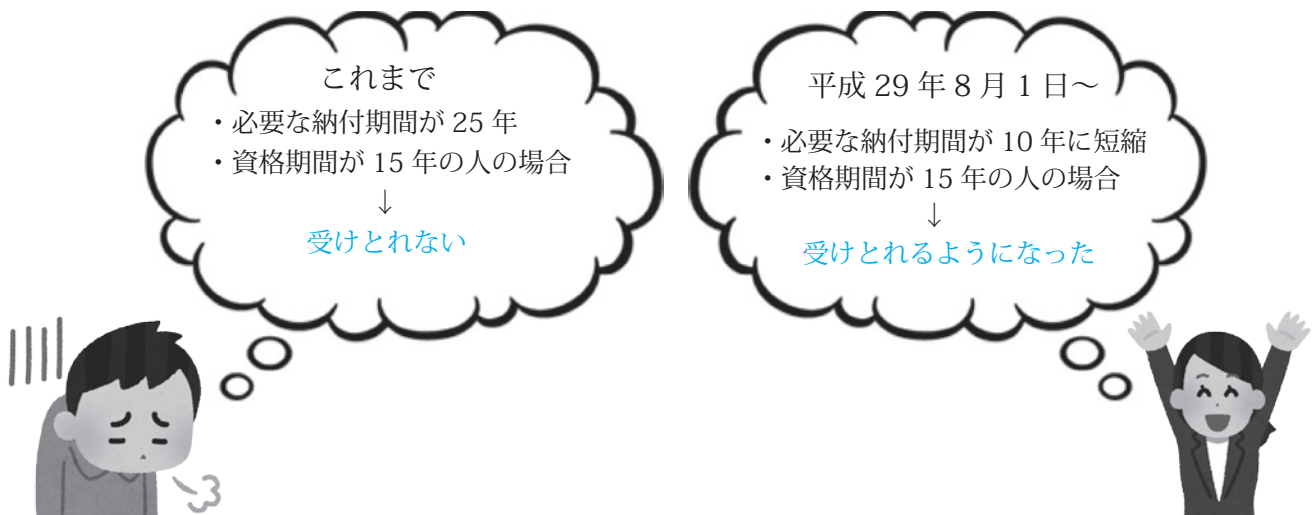 これまで
・必要な納付期間が 25 年
・資格期間が 15 年の人の場合
↓
受けとれない
平成 29 年 8 月 1 日～
・必要な納付期間が 10 年に短縮
・資格期間が 15 年の人の場合
↓
受けとれるようになった